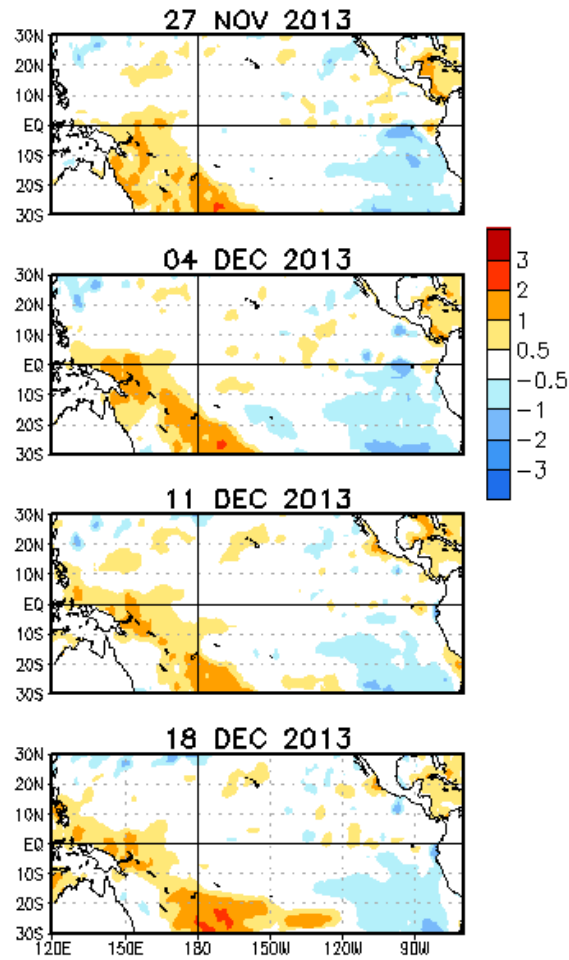 27 NOV 2013
30N
20N
10N
EQ
10S
20S
30S
04 DEC 2013
30N
20N
10N
EQ
10S
20S
30S
3
2
1
0.5
-0.5
-1
-2
-3
11 DEC 2013
30N
20N
10N
EQ
10S
20S
30S
18 DEC 2013
30N
20N
10N
EQ
10S
20S
30S
120E 150E 180 150W 120W 90W